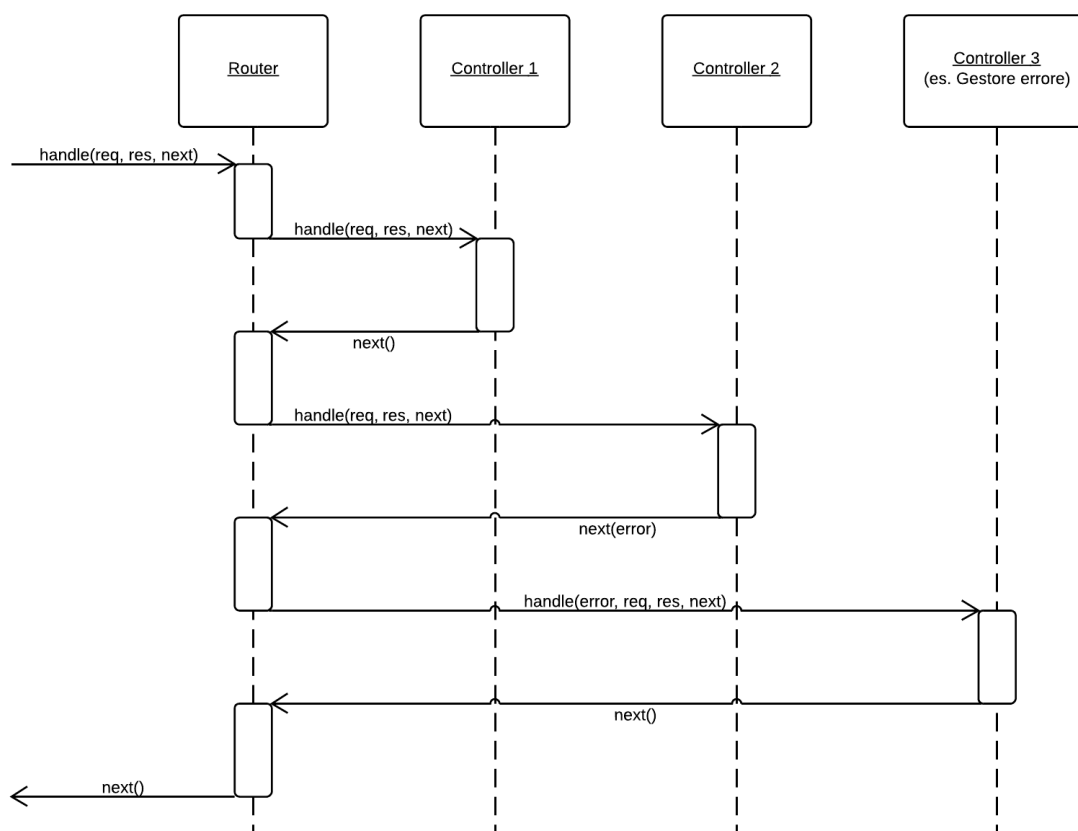 Router
Controller 1
Controller 2
Controller 3
(es. Gestore errore)
handle(req, res, next)
handle(req, res, next)
next()
handle(req, res, next)
next(error)
handle(error, req, res, next)
next()
next()